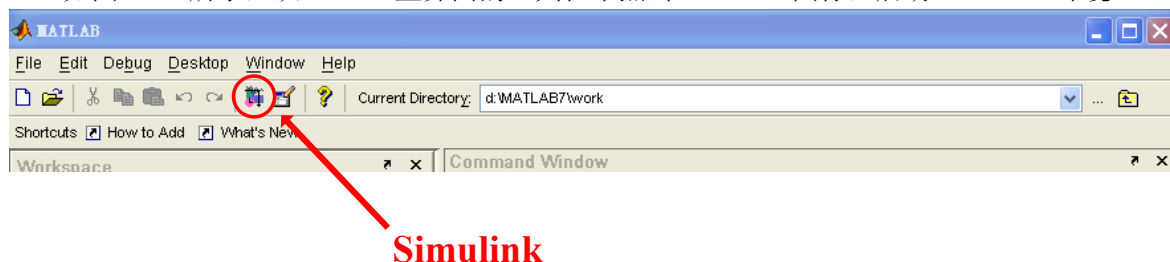 MATLAB
File Edit Debug Desktop Window Help
Current Directory: d:\MATLAB7\work ...
Shortcuts How to Add What's New
Workspace
Command Window
Simulink